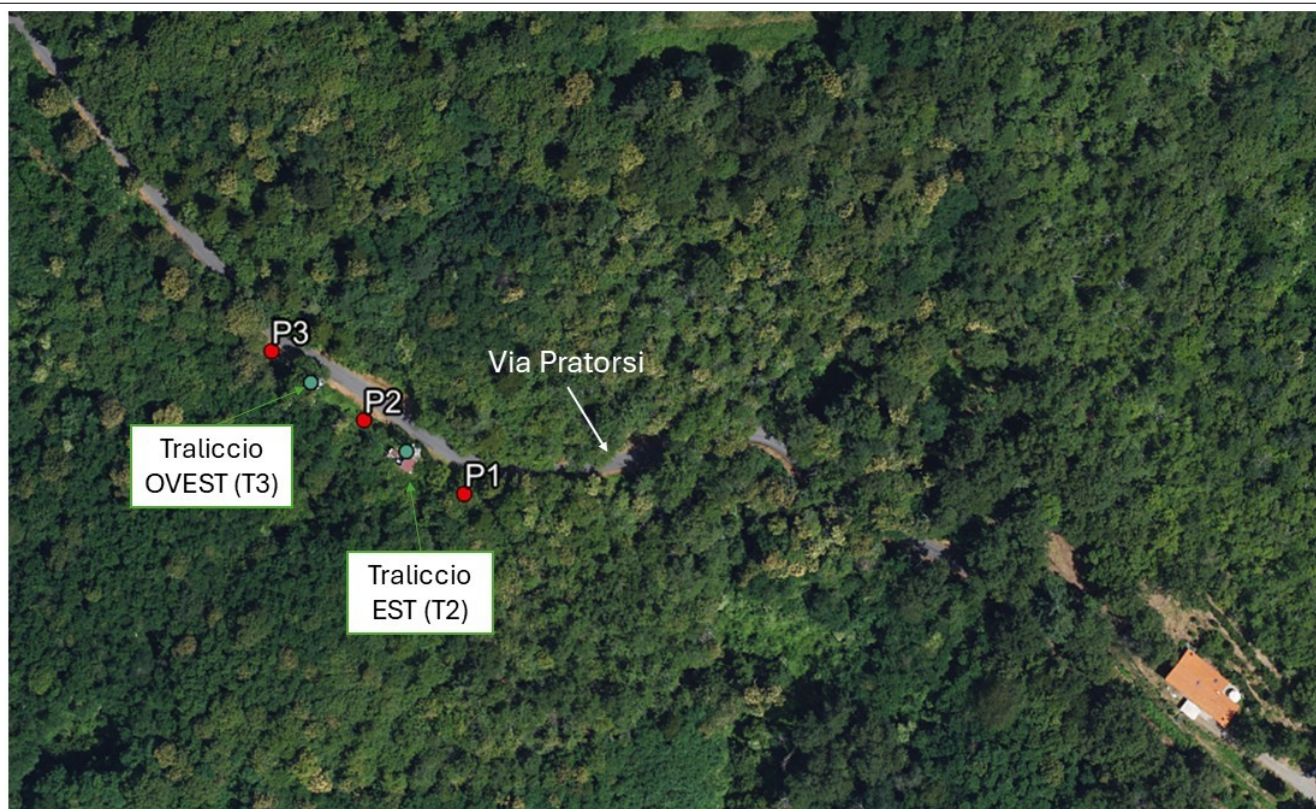 P3
Via Pratorsi
P2
Traliccio
OVEST (T3)
P1
Traliccio
EST (T2)